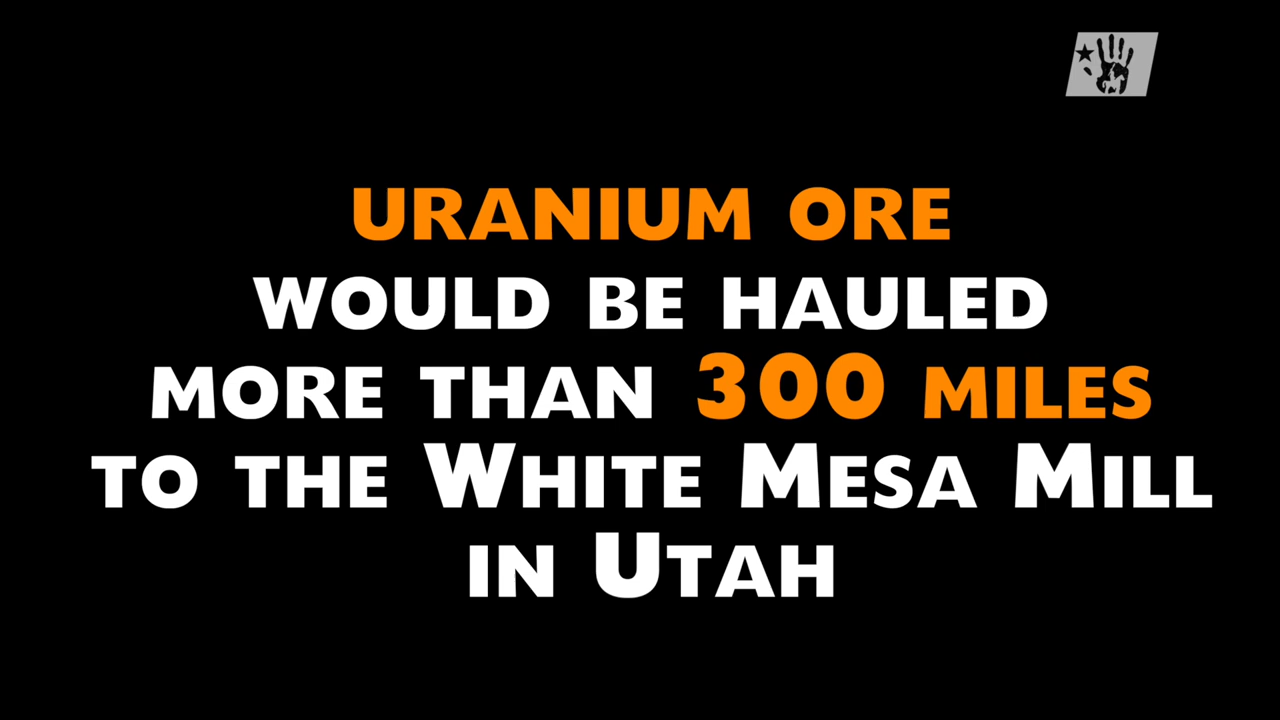 URANIUM ORE
WOULD BE HAULED
MORE THAN 300 MILES
TO THE WHITE MESA MILL
IN UTAH